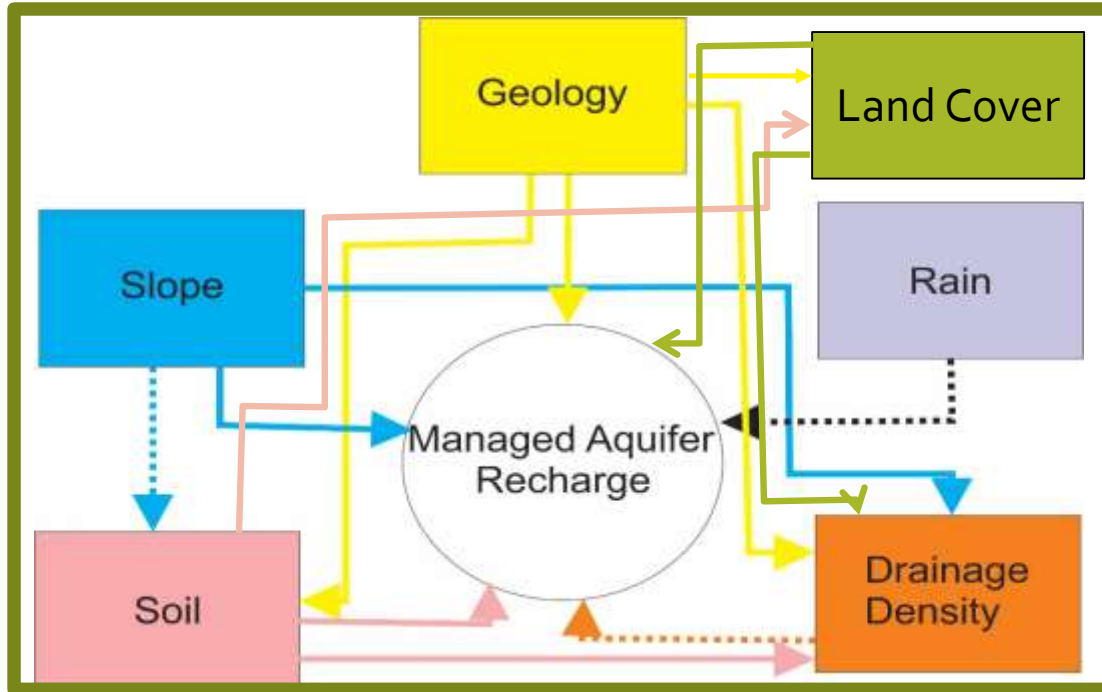 Geology
Land Cover
Slope
Rain
Managed Aquifer
Recharge
Soil
Drainage
Density